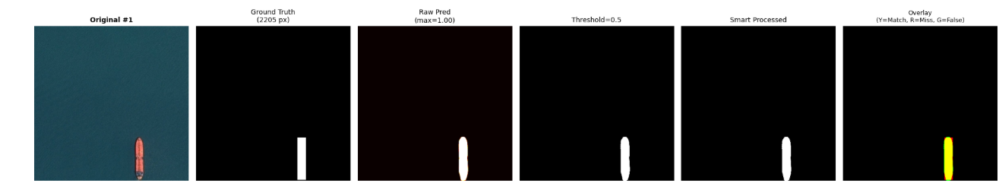 Original #1
Ground Truth
(2205 px)
Raw Pred
(max=1.00)
Threshold=0.5
Smart Processed
Overlay
(Y=Match, R=Miss, G=False)